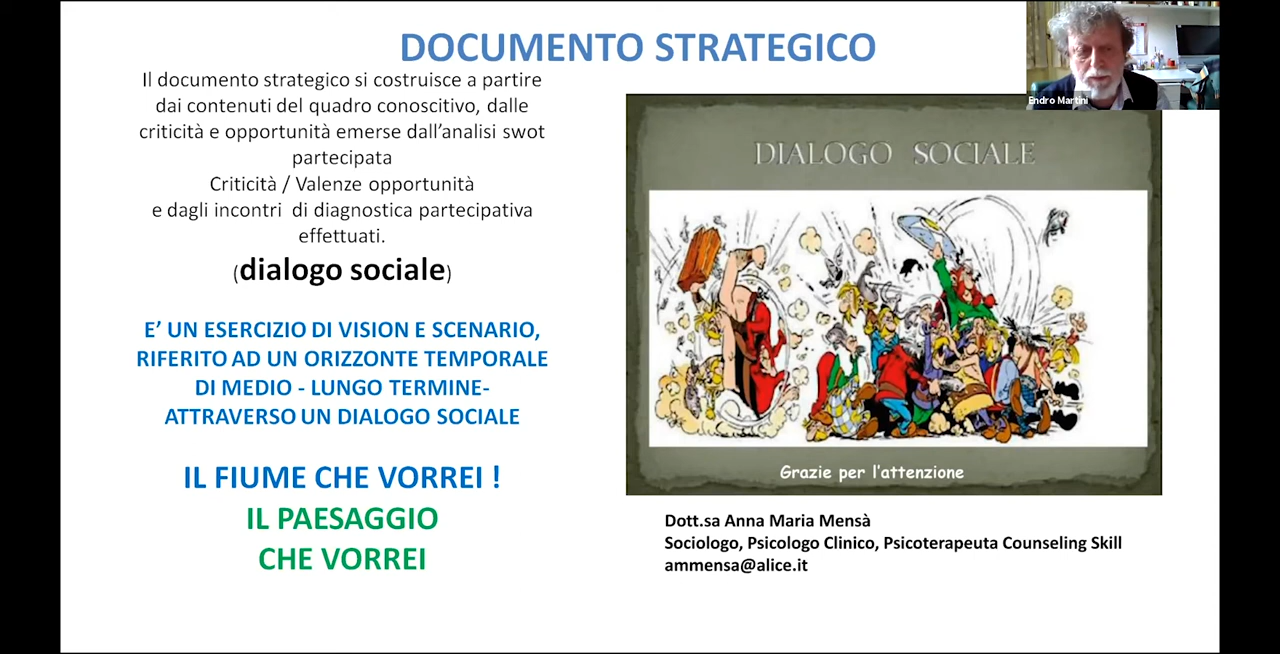 DOCUMENTO STRATEGICO
Il documento strategico si costruisce a partire
dai contenuti del quadro conoscitivo, dalle
criticità e opportunità emerse dall'analisi swot
partecipata
Criticità / Valenze opportunità
e dagli incontri di diagnostica partecipativa
effettuati.
(dialogo sociale)
E' UN ESERCIZIO DI VISION E SCENARIO,
RIFERITO AD UN ORIZZONTE TEMPORALE
DI MEDIO - LUNGO TERMINE-
ATTRAVERSO UN DIALOGO SOCIALE
IL FIUME CHE VORREI !
IL PAESAGGIO
CHE VORREI
Endro Martini
DIALOGO SOCIALE
Grazie per l'attenzione
Dott.sa Anna Maria Mensà
Sociologo, Psicologo Clinico, Psicoterapeuta Counseling Skill
ammensa@alice.it